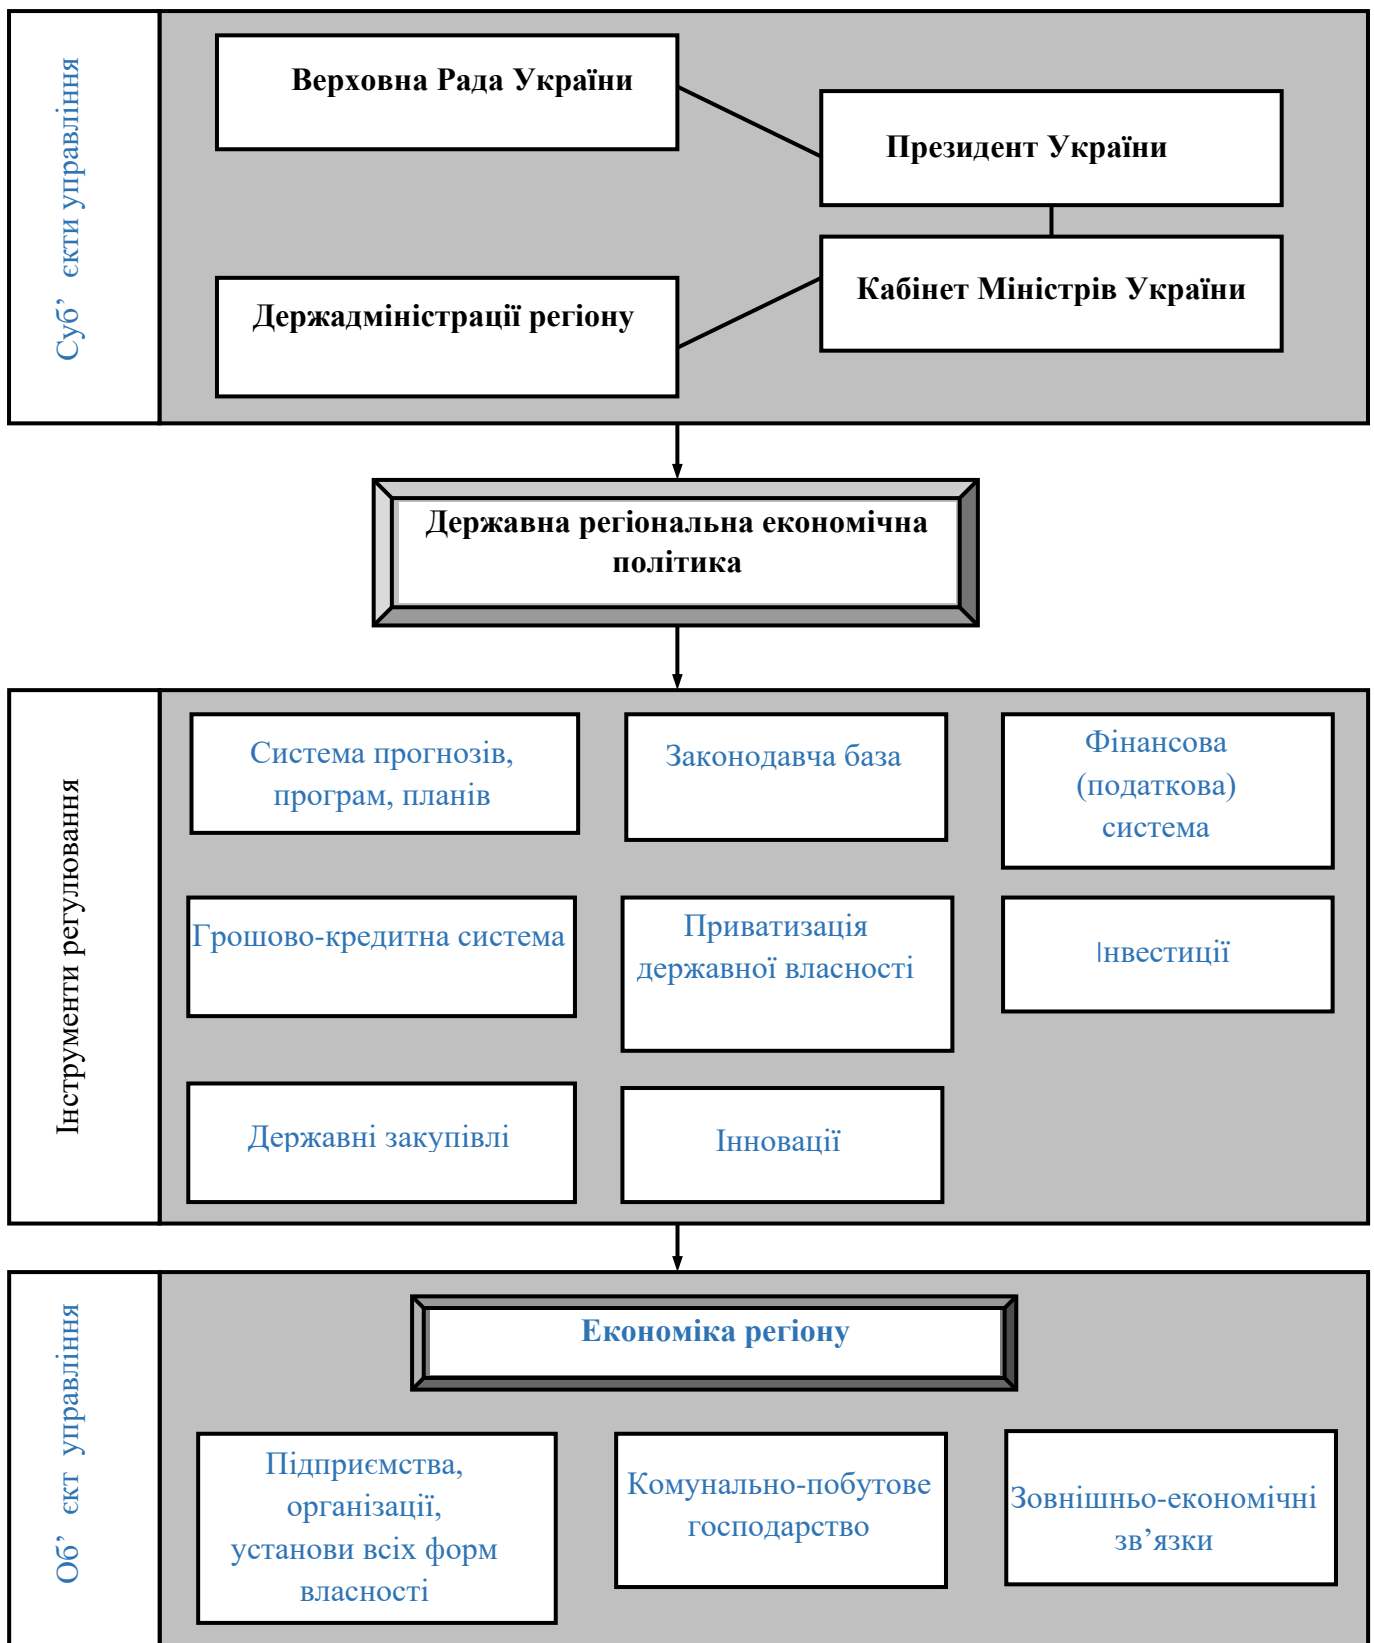 Суб’ єкти управління
Верховна Рада України
Президент України
Кабінет Міністрів України
Держадміністрації регіону
Державна регіональна економічна
політика
Інструменти регулювання
Система прогнозів,
програм, планів
Законодавча база
Фінансова
(податкова)
система
Грошово-кредитна система
Приватизація
державної власності
Інвестиції
Державні закупівлі
Інновації
Об’ єкт управління
Економіка регіону
Підприємства,
організації,
установи всіх форм
власності
Комунально-побутове
господарство
Зовнішньо-економічні
зв’язки